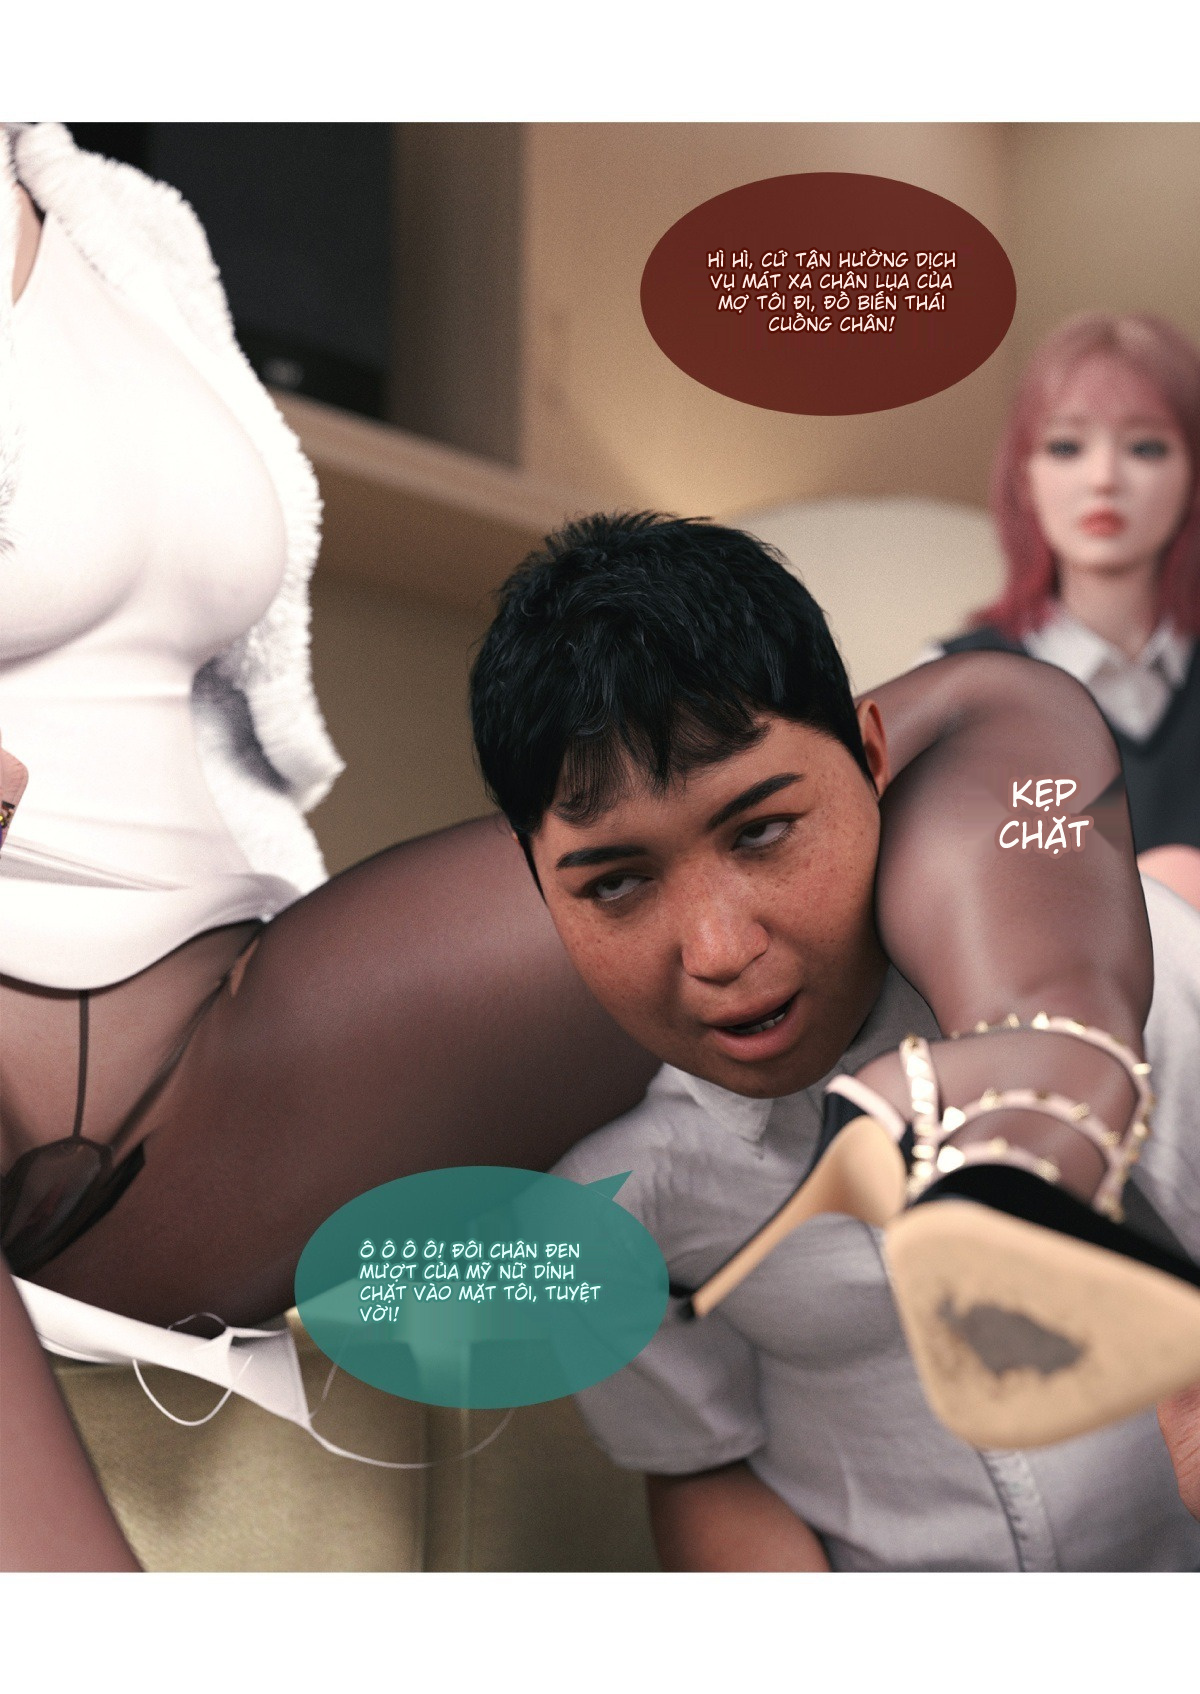 HÌ HÌ, CỨ TẬN HƯỞNG DỊCH
VỤ MÁT XA CHÂN LỤA CỦA
MỢ TÔI ĐI, ĐỒ BIẾN THÁI
CUỒNG CHÂN!
KẸP
CHẶT
Ô Ô Ô Ô! ĐÔI CHÂN ĐEN
MƯỢT CỦA MỸ NỮ DÍNH
CHẶT VÀO MẶT TÔI, TUYỆT
VỜI!